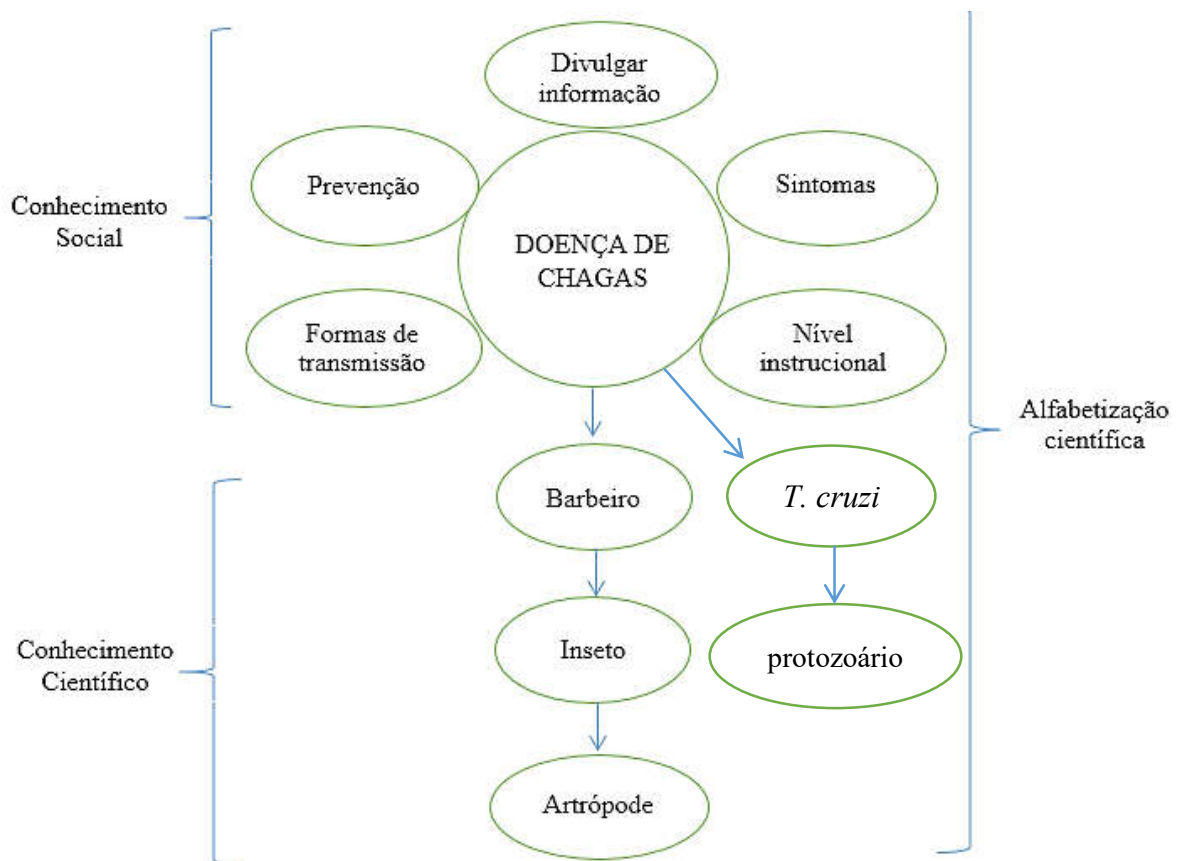 Divulgar
informação
Prevenção
Sintomas
Conhecimento
Social
DOENÇA DE
CHAGAS
Formas de
transmissão
Nível
instrucional
Alfabetização
científica
Barbeiro
T. cruzi
Inseto
protozoário
Conhecimento
Científico
Artrópode